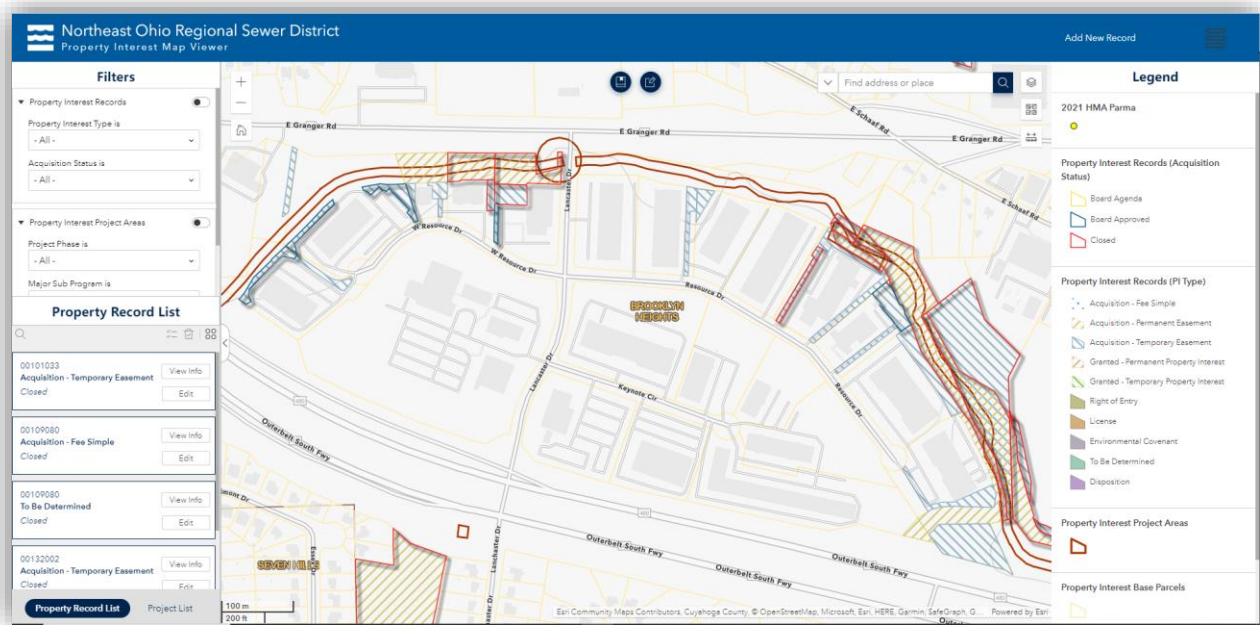 Northeast Ohio Regional Sewer District
Property Interest Map Viewer
Add New Record
Filters
Property Interest Records
Property Interest Type is
- All -
Acquisition Status is
- All -
Property Interest Project Areas
Project Phase is
- All -
Major Sub Program is
Property Record List
00101033
Acquisition - Temporary Easement
Closed
View Info
Edit
00109080
Acquisition - Fee Simple
Closed
View Info
Edit
00109080
To Be Determined
Closed
View Info
Edit
00132002
Acquisition - Temporary Easement
Closed
View Info
Edit
Property Record List
Project List
Find address or place
E Granger Rd
E Granger Rd
E Granger Rd
E Schaaf Rd
E Schaaf Rd
Lancaster Dr
W Resource Dr
W Resource Dr
Resource Dr
BROOKLYN
HEIGHTS
Lancaster Dr
Keynote Cir
Resource Dr
480
Outerbelt South Fwy
480
Outerbelt South Fwy
Outerbelt South Fwy
Outerbelt South Fwy
Lanchaster Dr
SEVEN HILLS
100 m
200 ft
Esri Community Maps Contributors, Cuyahoga County, © OpenStreetMap, Microsoft, Esri, HERE, Garmin, SafeGraph, G...
Powered by Esri
Legend
2021 HMA Parma
Property Interest Records (Acquisition
Status)
Board Agenda
Board Approved
Closed
Property Interest Records (PI Type)
Acquisition - Fee Simple
Acquisition - Permanent Easement
Acquisition - Temporary Easement
Granted - Permanent Property Interest
Granted - Temporary Property Interest
Right of Entry
License
Environmental Covenant
To Be Determined
Disposition
Property Interest Project Areas
Property Interest Base Parcels